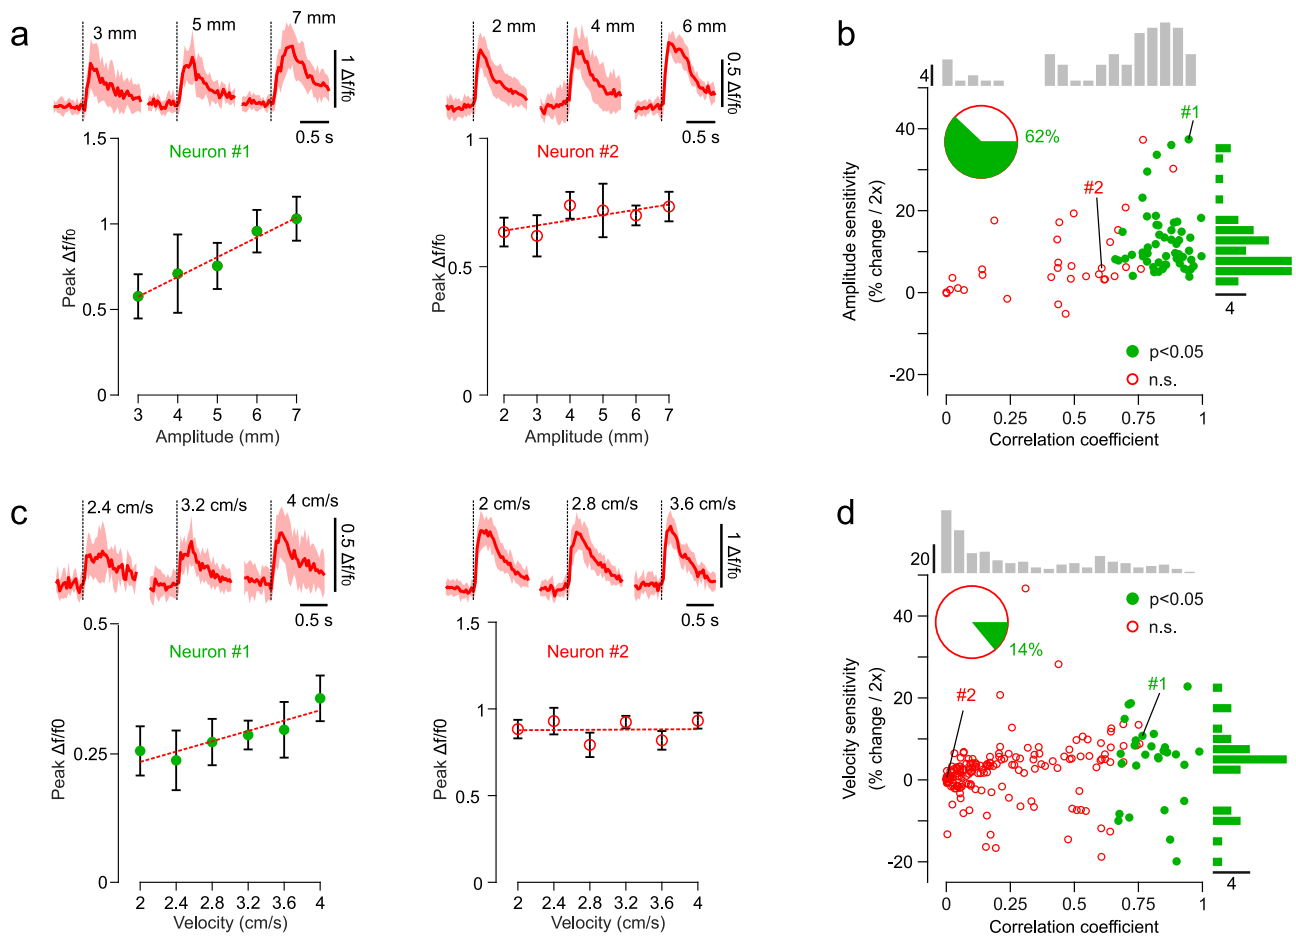 a
3 mm
5 mm
7 mm
1 Δf/f₀
0.5 s
2 mm
4 mm
6 mm
0.5 Δf/f₀
0.5 s
Neuron #1
1.5
1
0.5
0
Peak Δf/f₀
3 4 5 6 7
Amplitude (mm)
Neuron #2
1
0.5
0
Peak Δf/f₀
2 3 4 5 6 7
Amplitude (mm)
b
4
62%
#1
#2
40
20
0
-20
Amplitude sensitivity
(% change / 2x)
p<0.05
n.s.
4
0 0.25 0.5 0.75 1
Correlation coefficient
c
2.4 cm/s
3.2 cm/s
4 cm/s
0.5 Δf/f₀
0.5 s
2 cm/s
2.8 cm/s
3.6 cm/s
1 Δf/f₀
0.5 s
Neuron #1
0.5
0.25
0
Peak Δf/f0
2 2.4 2.8 3.2 3.6 4
Velocity (cm/s)
Neuron #2
1.5
1
0.5
0
Peak Δf/f₀
2 2.4 2.8 3.2 3.6 4
Velocity (cm/s)
d
20
p<0.05
n.s.
14%
#1
#2
40
20
0
-20
Velocity sensitivity
(% change / 2x)
4
0 0.25 0.5 0.75 1
Correlation coefficient